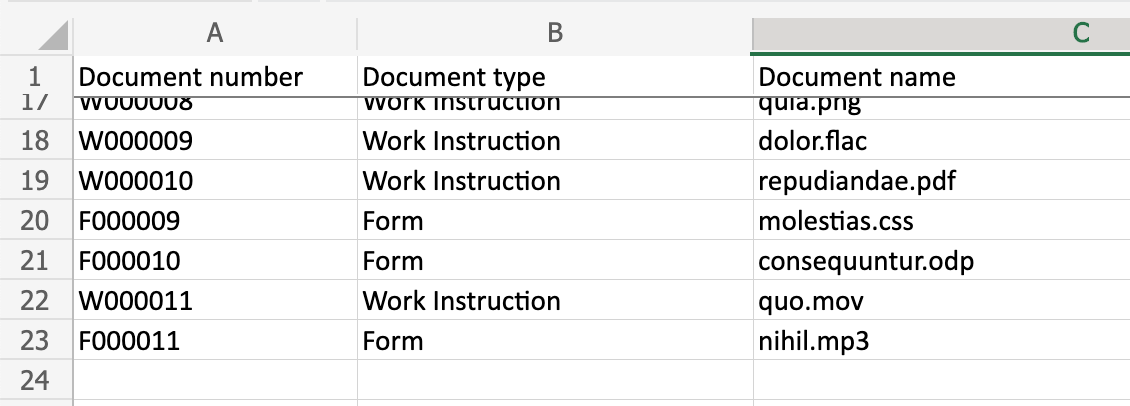 A B C
1 Document number Document type Document name
17 W000008 Work Instruction quia.png
18 W000009 Work Instruction dolor.flac
19 W000010 Work Instruction repudiandae.pdf
20 F000009 Form molestias.css
21 F000010 Form consequuntur.odp
22 W000011 Work Instruction quo.mov
23 F000011 Form nihil.mp3
24